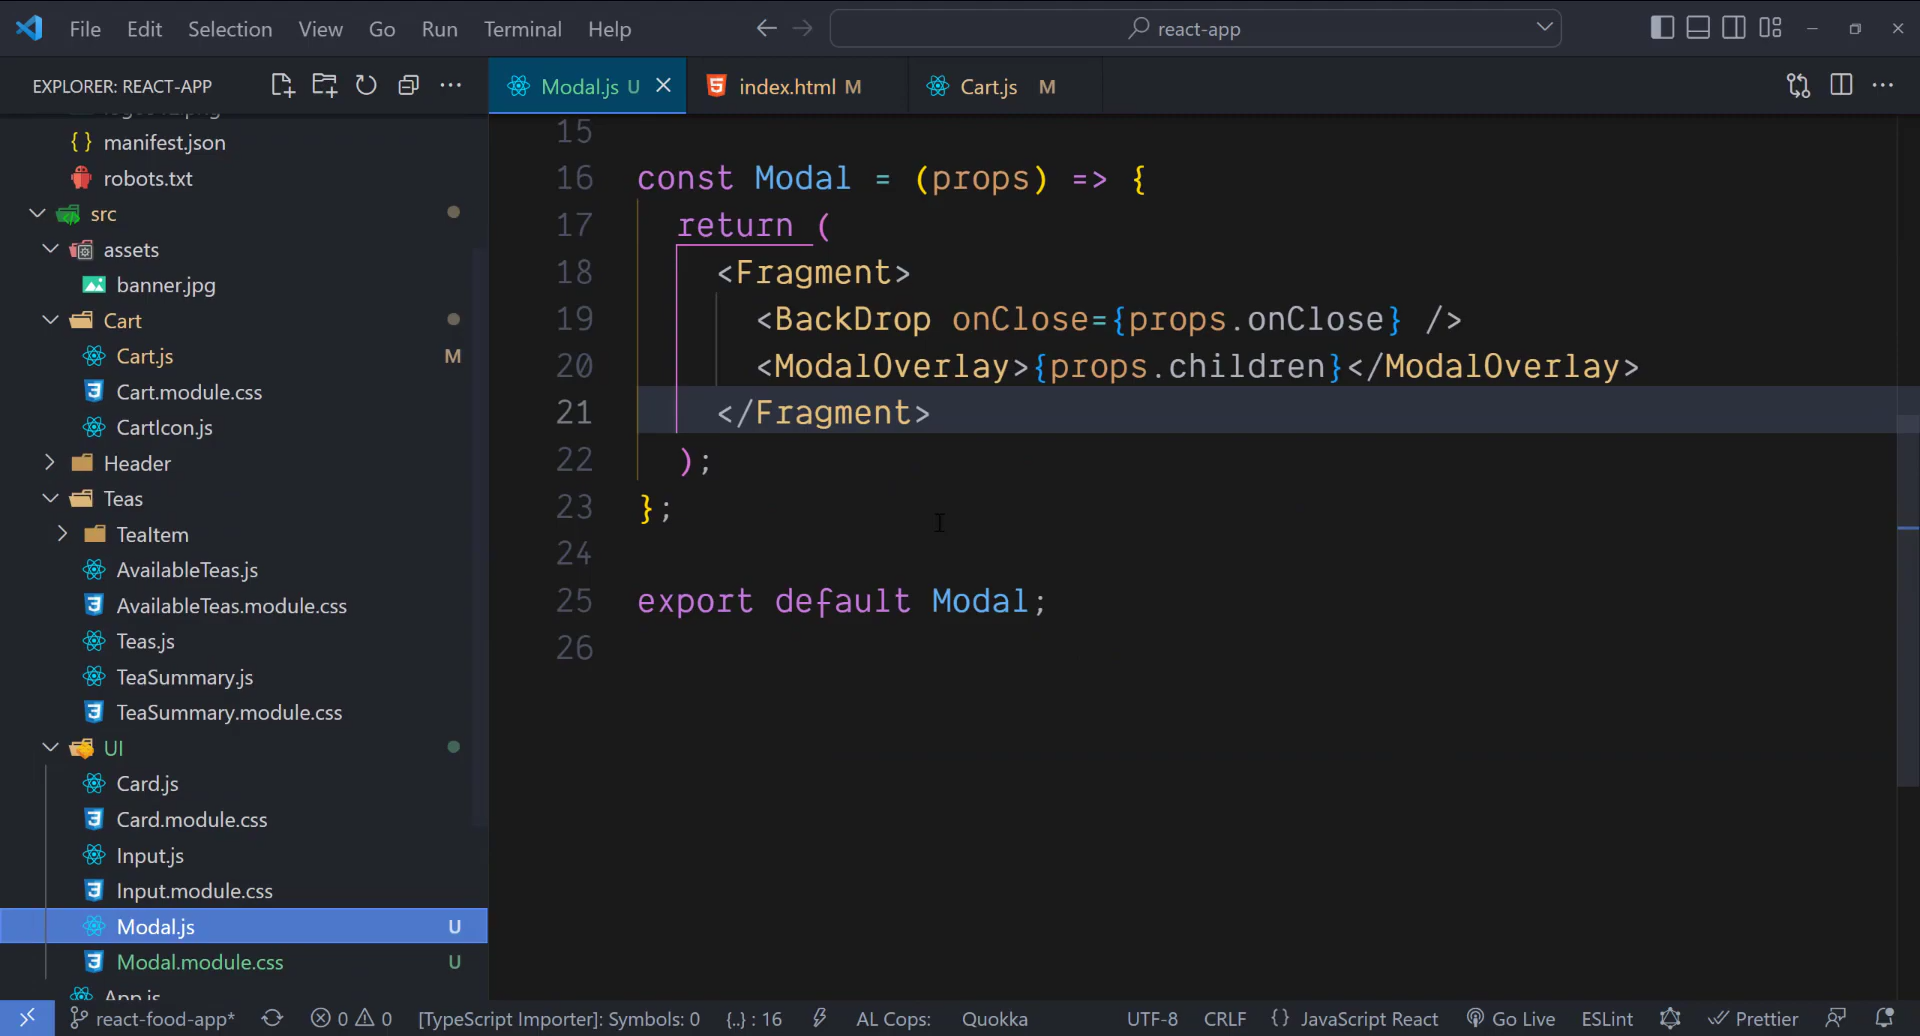 File Edit Selection View Go Run Terminal Help
react-app
EXPLORER: REACT-APP
Modal.js U
index.html M
Cart.js M
manifest.json
robots.txt
src
assets
banner.jpg
Cart
Cart.js M
Cart.module.css
CartIcon.js
Header
Teas
TeaItem
AvailableTeas.js
AvailableTeas.module.css
Teas.js
TeaSummary.js
TeaSummary.module.css
UI
Card.js
Card.module.css
Input.js
Input.module.css
Modal.js U
Modal.module.css U
App.js
15
16 const Modal = (props) => {
17 return (
18 <Fragment>
19 <BackDrop onClose={props.onClose} />
20 <ModalOverlay>{props.children}</ModalOverlay>
21 </Fragment>
22 );
23 };
24
25 export default Modal;
26
react-food-app* 0 0 [TypeScript Importer]: Symbols: 0 {..} : 16 AL Cops: Quokka UTF-8 CRLF {} JavaScript React Go Live ESLint Prettier